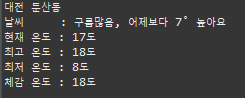 대전 둔산동
날씨     : 구름많음, 어제보다 7˚ 높아요
현재 온도 : 17도
최고 온도 : 18도
최저 온도 : 8도
체감 온도 : 18도